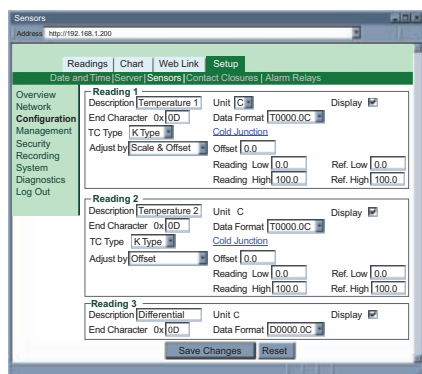 Sensors
Address http://192.168.1.200
Readings | Chart | Web Link | Setup
Date and Time | Server | Sensors | Contact Closures | Alarm Relays
Overview
Network
Configuration
Management
Security
Recording
System
Diagnostics
Log Out
Reading 1
Description Temperature 1 Unit C Display
End Character 0x 0D Data Format T0000.0C
TC Type K Type Cold Junction
Adjust by Scale & Offset Offset 0.0
Reading Low 0.0 Ref. Low 0.0
Reading High 100.0 Ref. High 100.0
Reading 2
Description Temperature 2 Unit C Display
End Character 0x 0D Data Format T0000.0C
TC Type K Type Cold Junction
Adjust by Offset Offset 0.0
Reading Low 0.0 Ref. Low 0.0
Reading High 100.0 Ref. High 100.0
Reading 3
Description Differential Unit C Display
End Character 0x 0D Data Format D0000.0C
Save Changes Reset